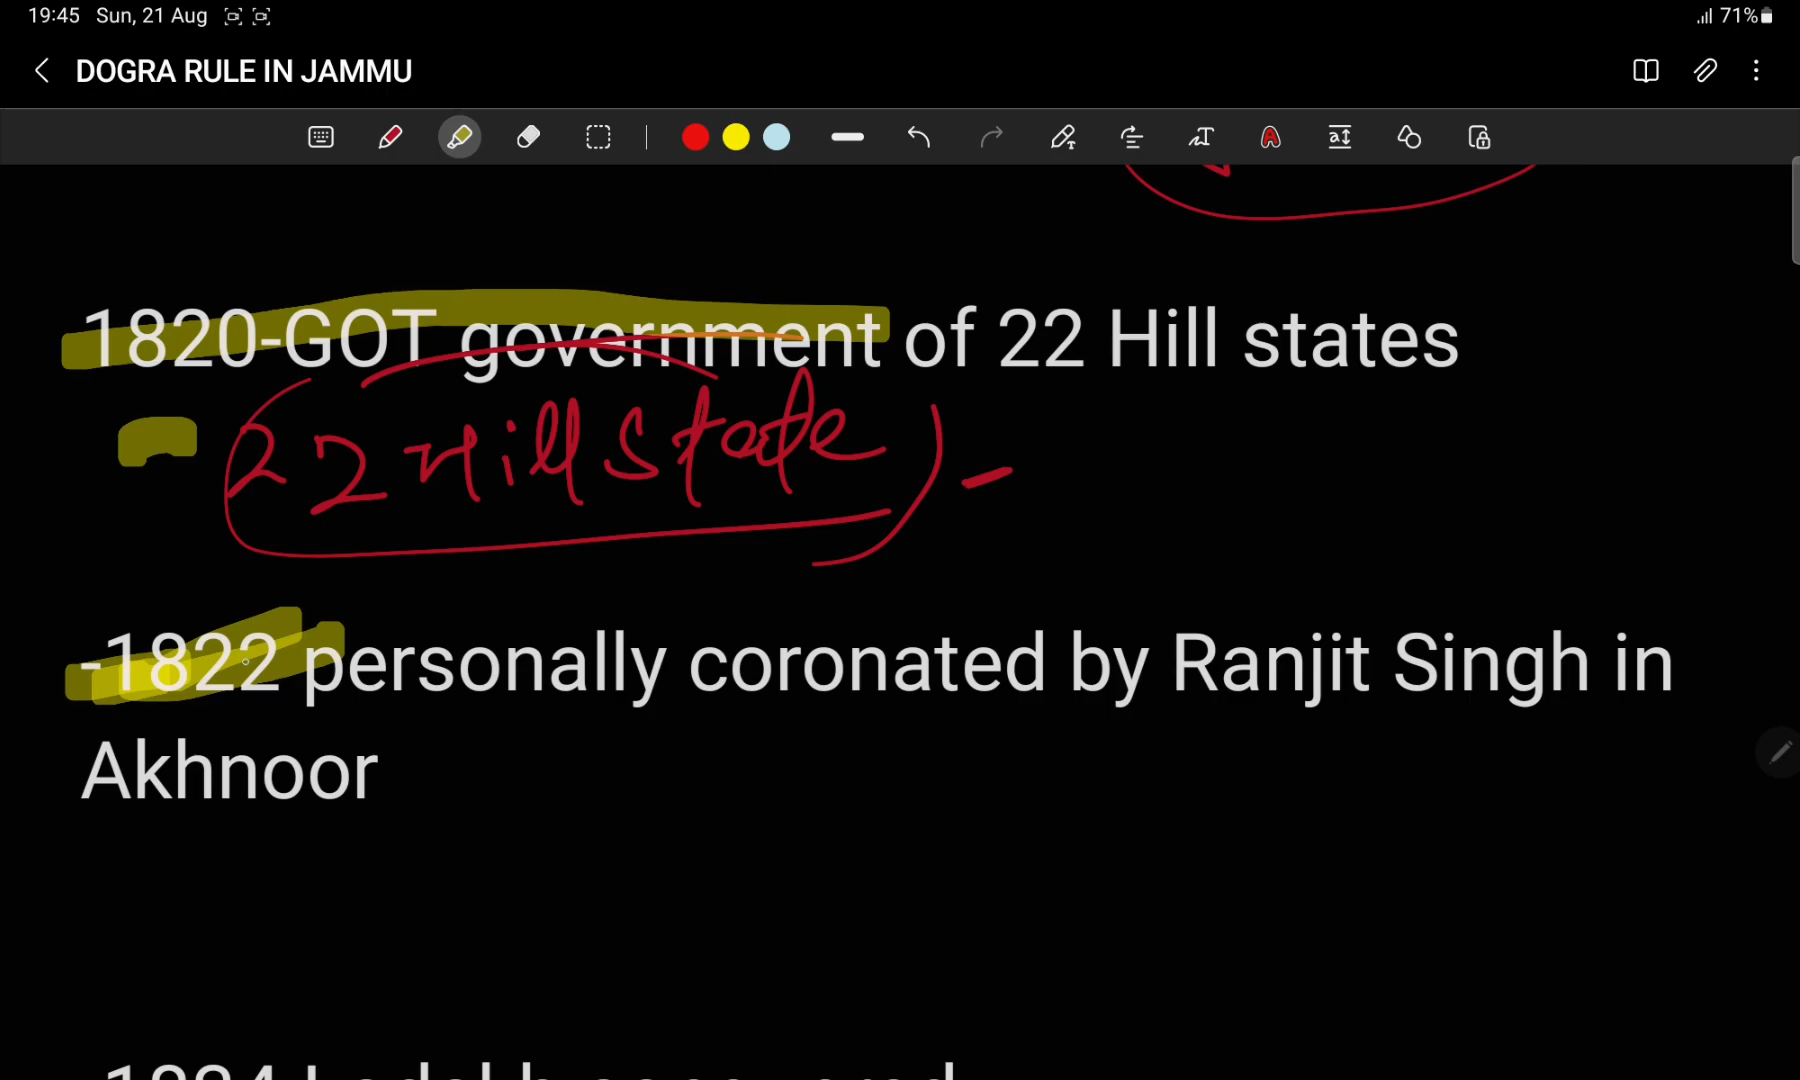 19:45 Sun, 21 Aug 71%
DOGRA RULE IN JAMMU
1820-GOT government of 22 Hill states
22 Hill State -
-1822 personally coronated by Ranjit Singh in
Akhnoor